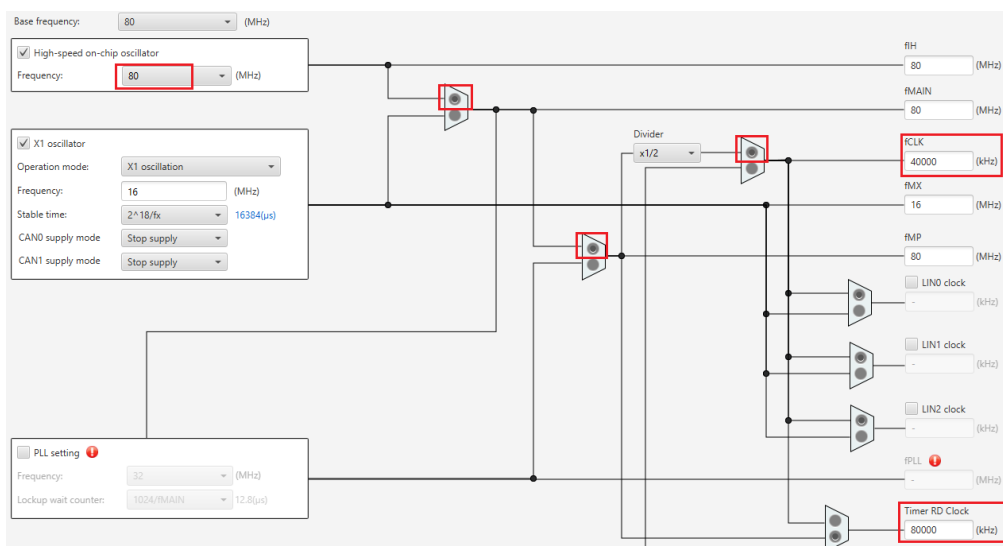 Base frequency: 80 (MHz)
High-speed on-chip oscillator
Frequency: 80 (MHz)
fIH
80 (MHz)
fMAIN
80 (MHz)
X1 oscillator
Operation mode: X1 oscillation
Frequency: 16 (MHz)
Stable time: 2^18/fx 16384(μs)
CAN0 supply mode Stop supply
CAN1 supply mode Stop supply
Divider
x1/2
fCLK
40000 (kHz)
fMX
16 (MHz)
fMP
80 (MHz)
LIN0 clock
- (kHz)
LIN1 clock
- (kHz)
LIN2 clock
- (kHz)
PLL setting
Frequency: 32 (MHz)
Lockup wait counter: 1024/fMAIN 12.8(μs)
fPLL
- (MHz)
Timer RD Clock
80000 (kHz)